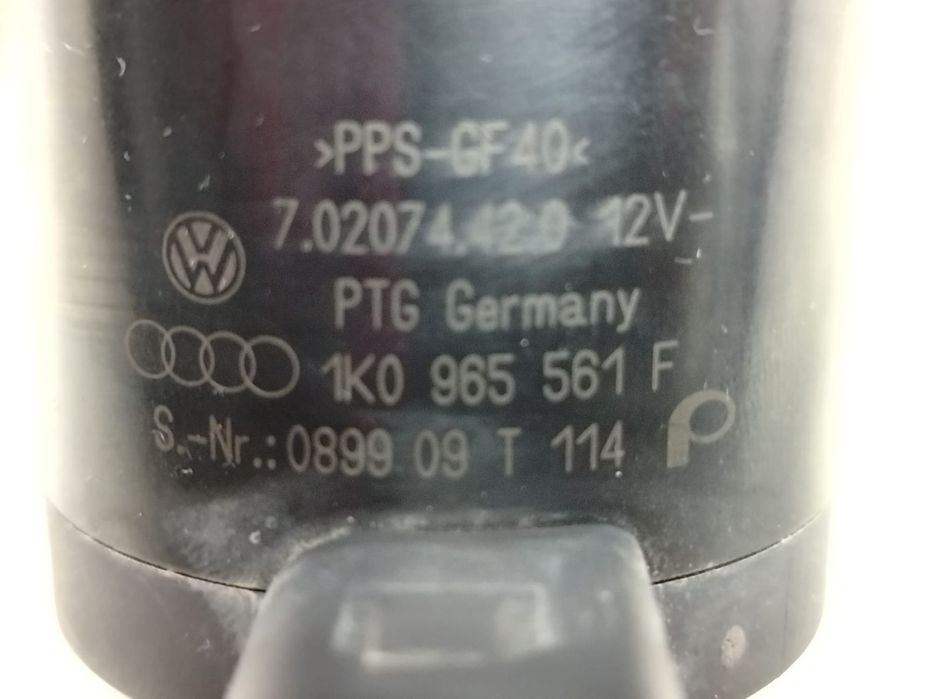 >PPS-GF40<
7.02074.42.0 12V-
PTG Germany
1K0 965 561 F
S.-Nr.: 0899 09 T 114